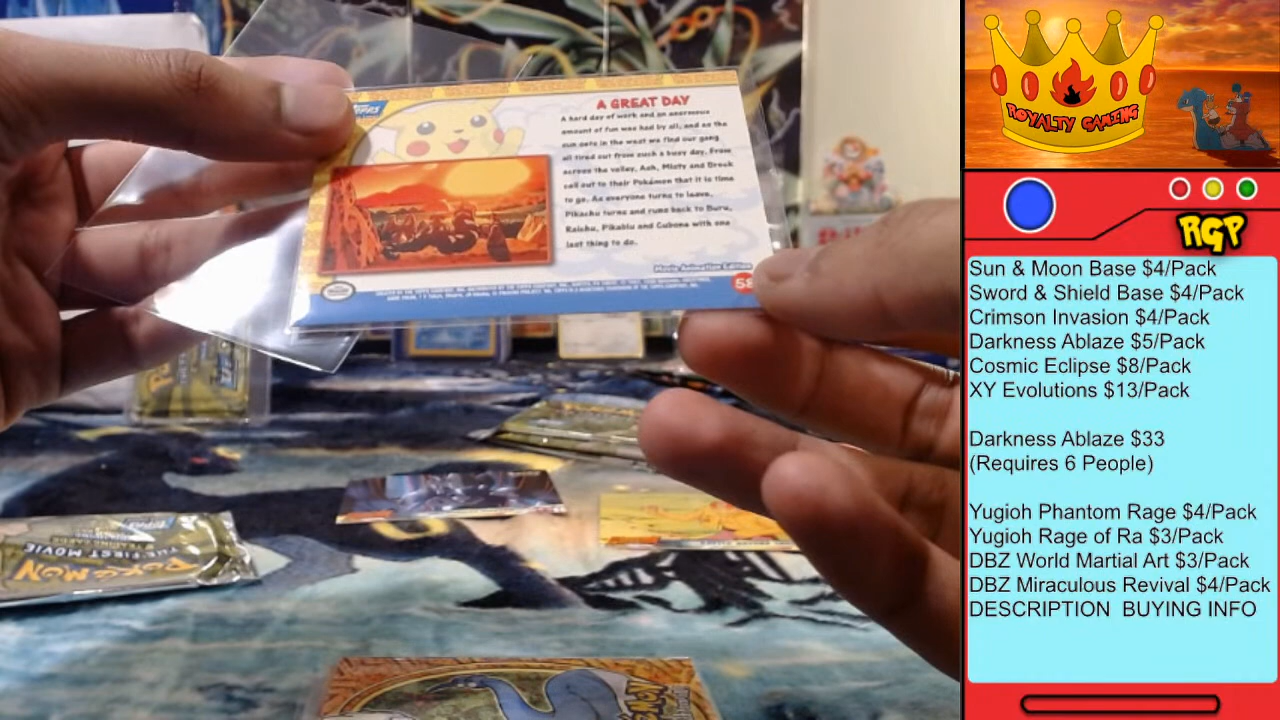 A GREAT DAY
A hard day of work and an enormous
amount of fun was had by all, and as the
sun sets in the west we find our gang
all tired out from such a busy day. From
across the valley, Ash, Misty and Brock
call out to their Pokémon that it is time
to go. As everyone turns to leave,
Pikachu turns and runs back to Buru,
Raichu, Pikablu and Cubone with one
last thing to do.
Movie Animation Edition
58
POKéMON
THE FIRST MOVIE
topps
ROYALTY GAMING
RGP
Sun & Moon Base $4/Pack
Sword & Shield Base $4/Pack
Crimson Invasion $4/Pack
Darkness Ablaze $5/Pack
Cosmic Eclipse $8/Pack
XY Evolutions $13/Pack
Darkness Ablaze $33
(Requires 6 People)
Yugioh Phantom Rage $4/Pack
Yugioh Rage of Ra $3/Pack
DBZ World Martial Art $3/Pack
DBZ Miraculous Revival $4/Pack
DESCRIPTION BUYING INFO